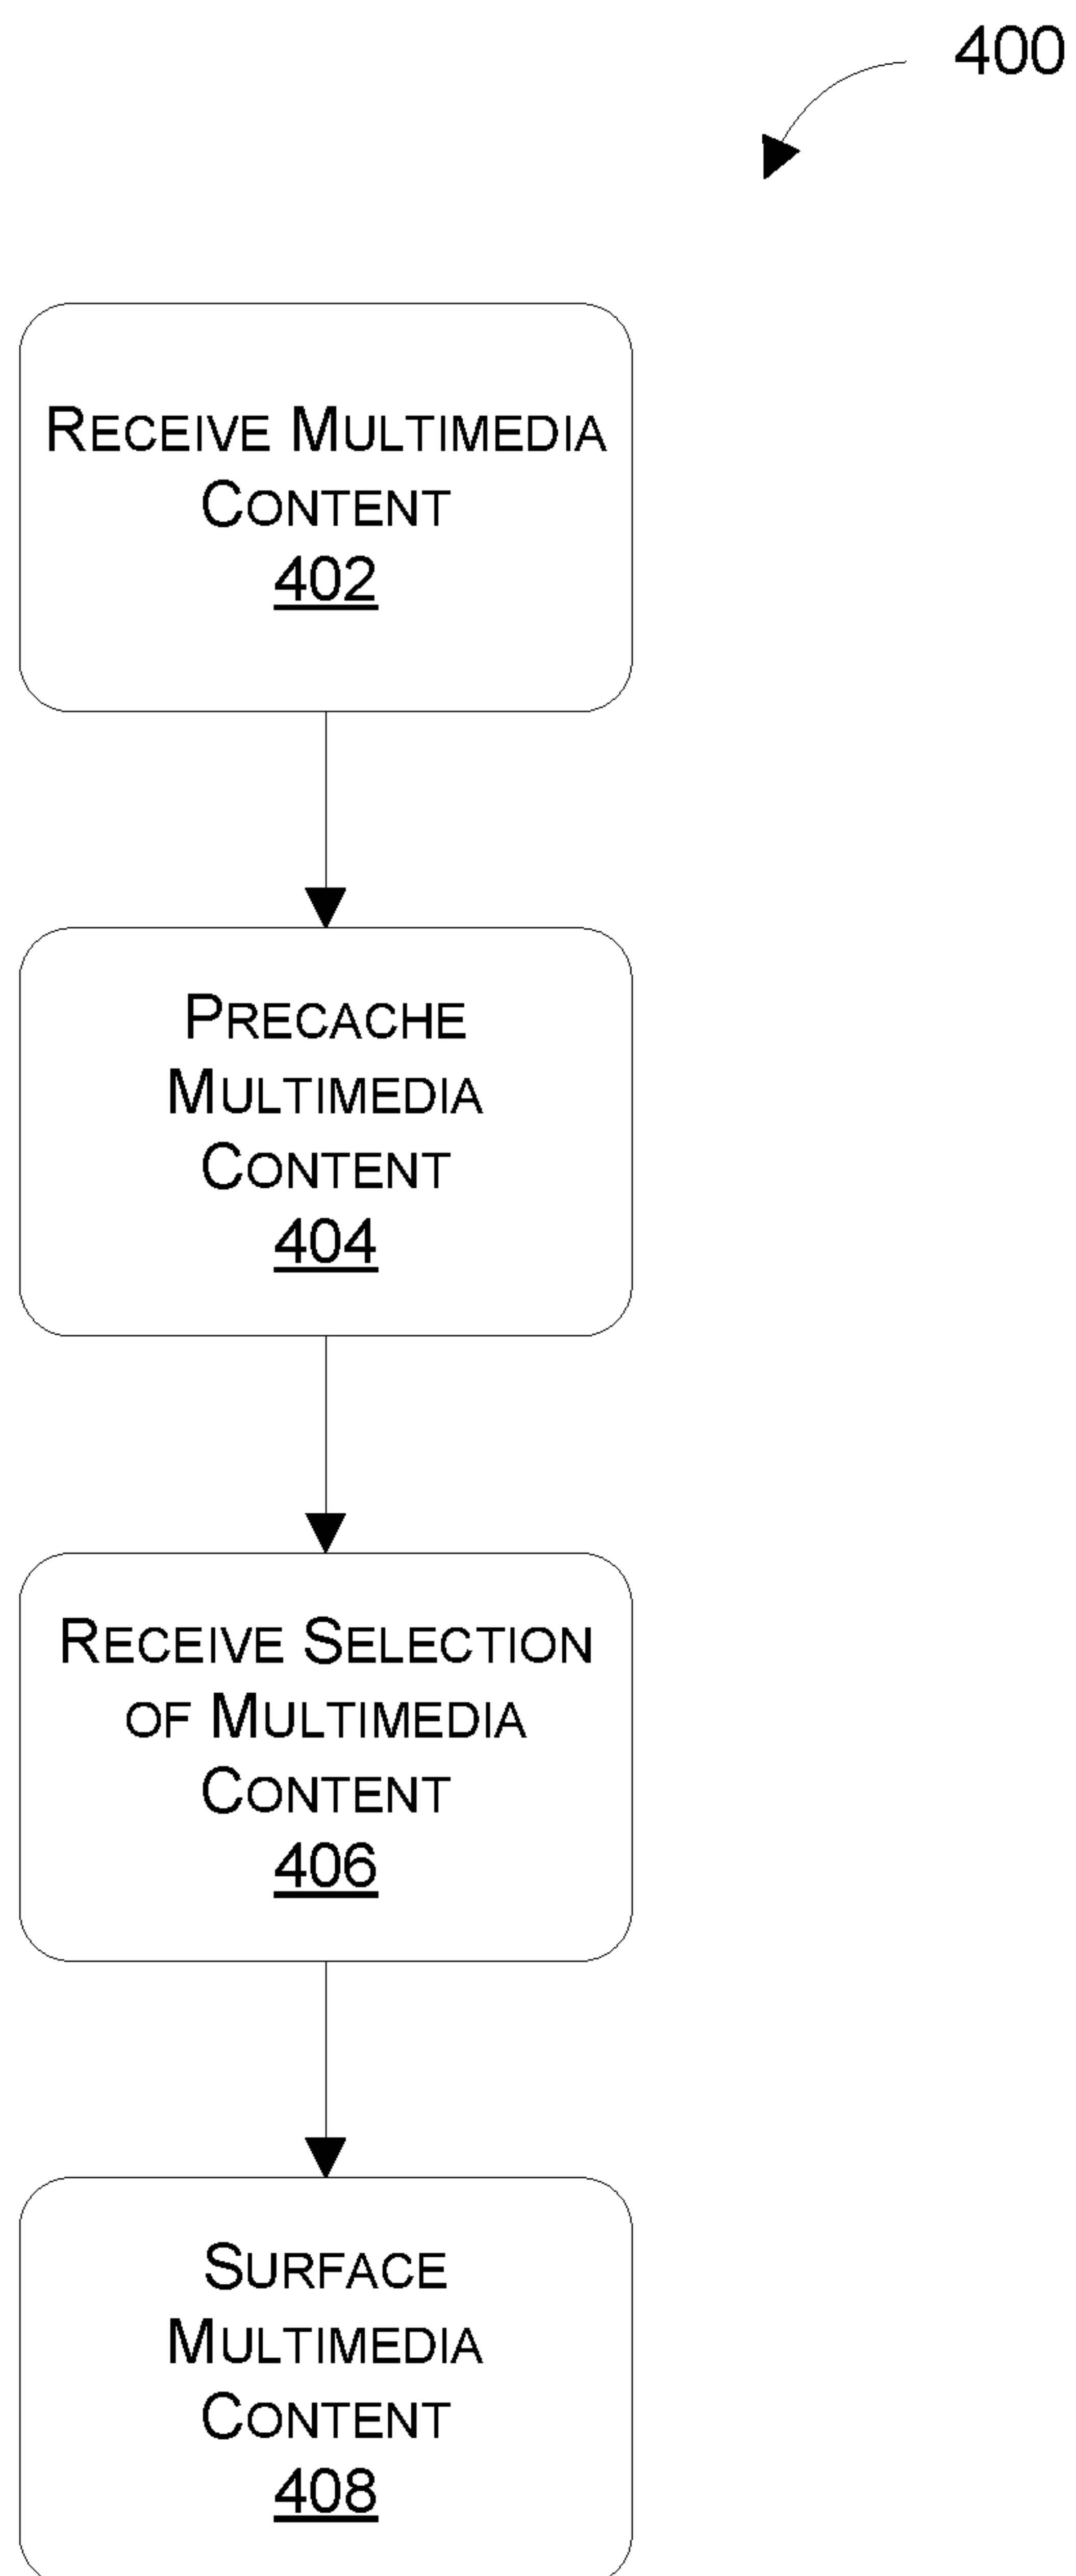 400
RECEIVE MULTIMEDIA
CONTENT
402
PRECACHE
MULTIMEDIA
CONTENT
404
RECEIVE SELECTION
OF MULTIMEDIA
CONTENT
406
SURFACE
MULTIMEDIA
CONTENT
408